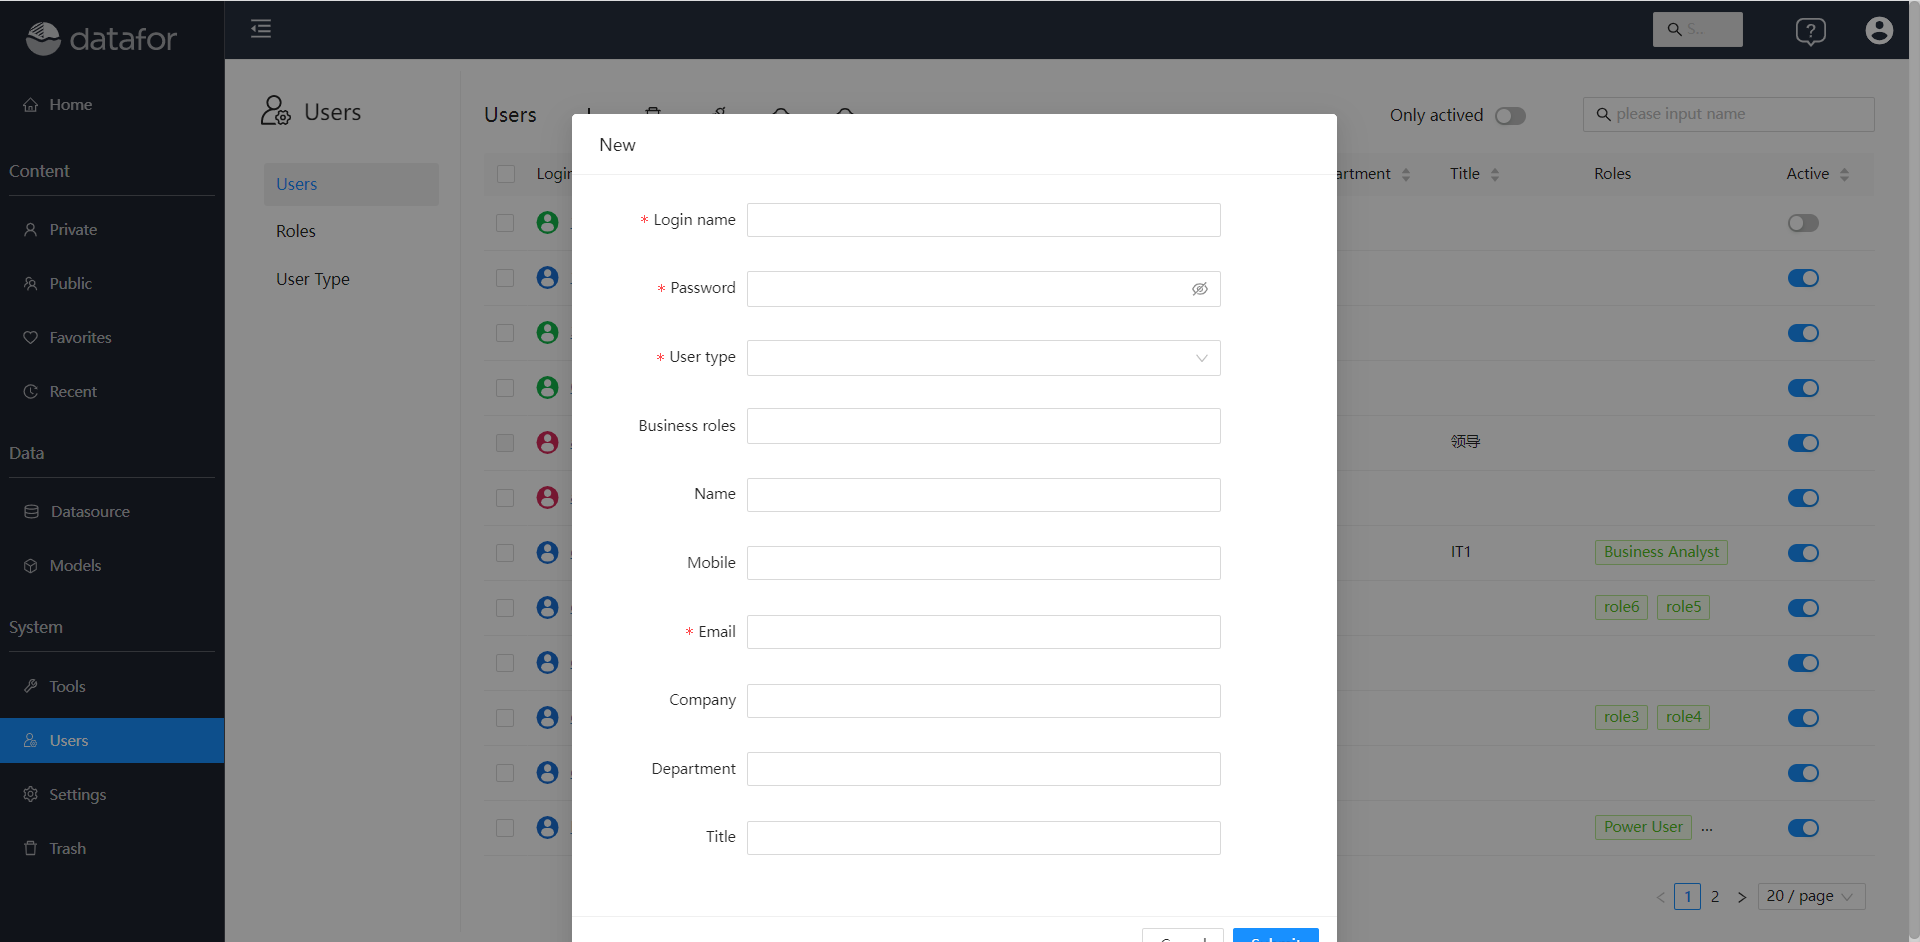 datafor
S..
?
Home
Content
Private
Public
Favorites
Recent
Data
Datasource
Models
System
Tools
Users
Settings
Trash
Users
Users
Roles
User Type
Users
Only actived
please input name
Title
Roles
Active
领导
IT1
Business Analyst
role6 role5
role3 role4
Power User ...
< 1 2 > 20 / page
New
* Login name
* Password
* User type
Business roles
Name
Mobile
* Email
Company
Department
Title
Cancel Submit